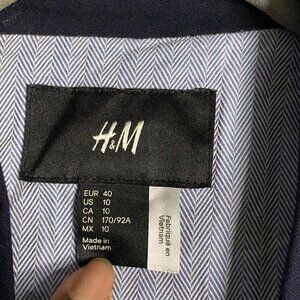 H&M
EUR 40
US 10
CA 10
CN 170/92A
MX 10
Made in
Vietnam
Fabriqué en
Vietnam